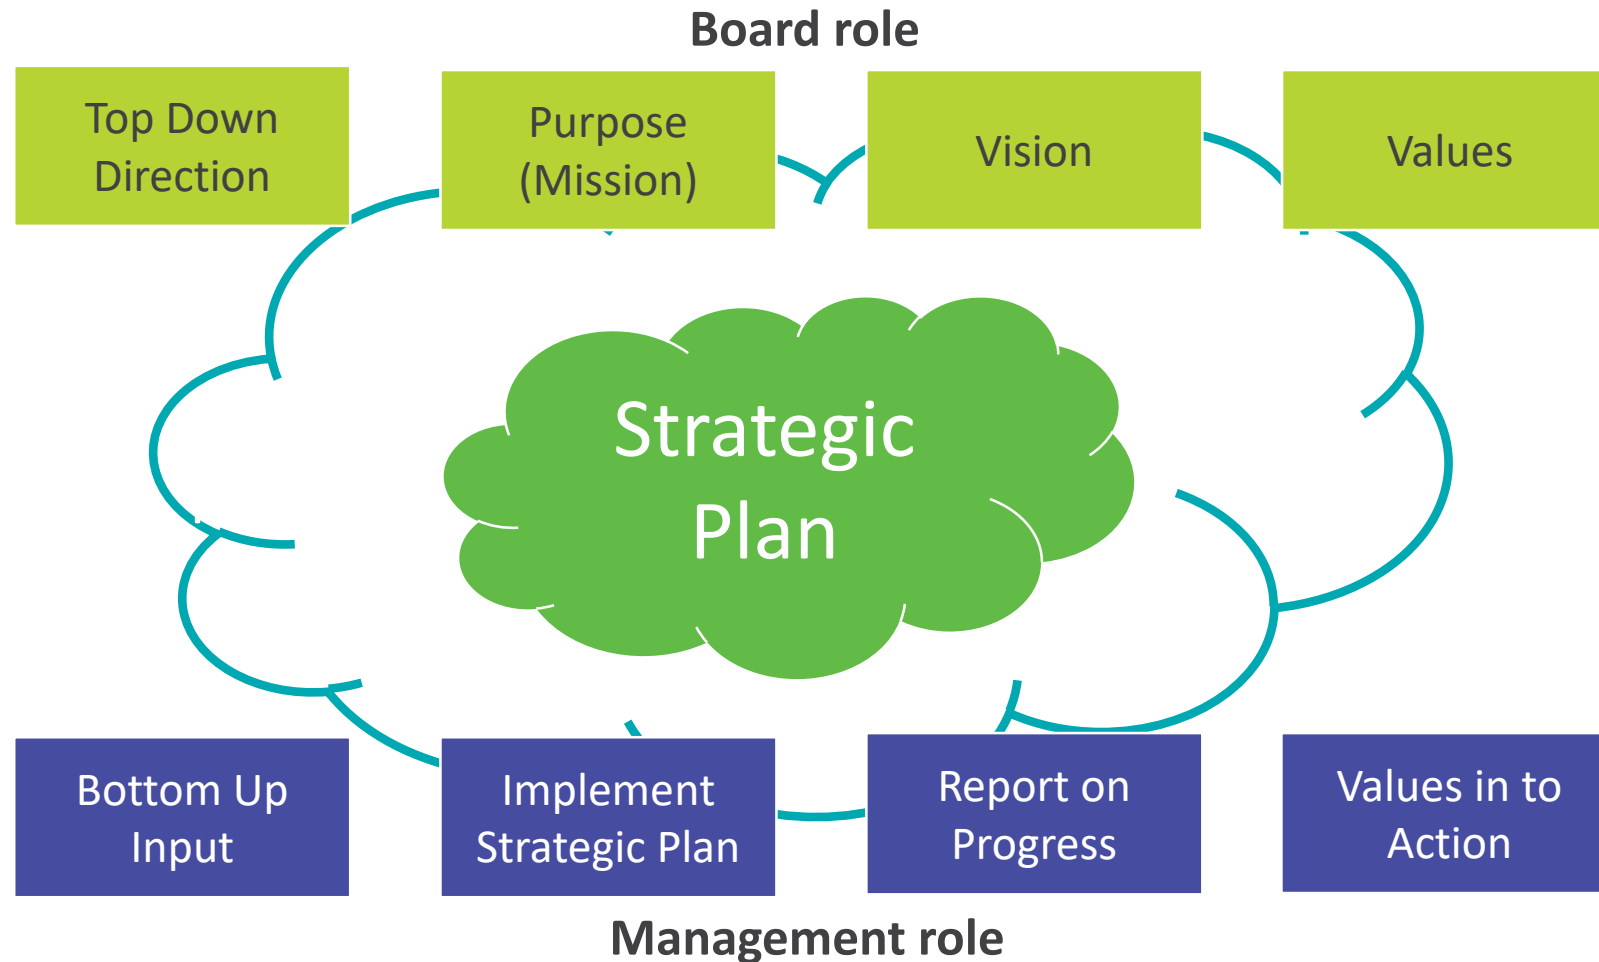 Board role
Top Down
Direction
Purpose
(Mission)
Vision
Values
Strategic
Plan
Bottom Up
Input
Implement
Strategic Plan
Report on
Progress
Values in to
Action
Management role